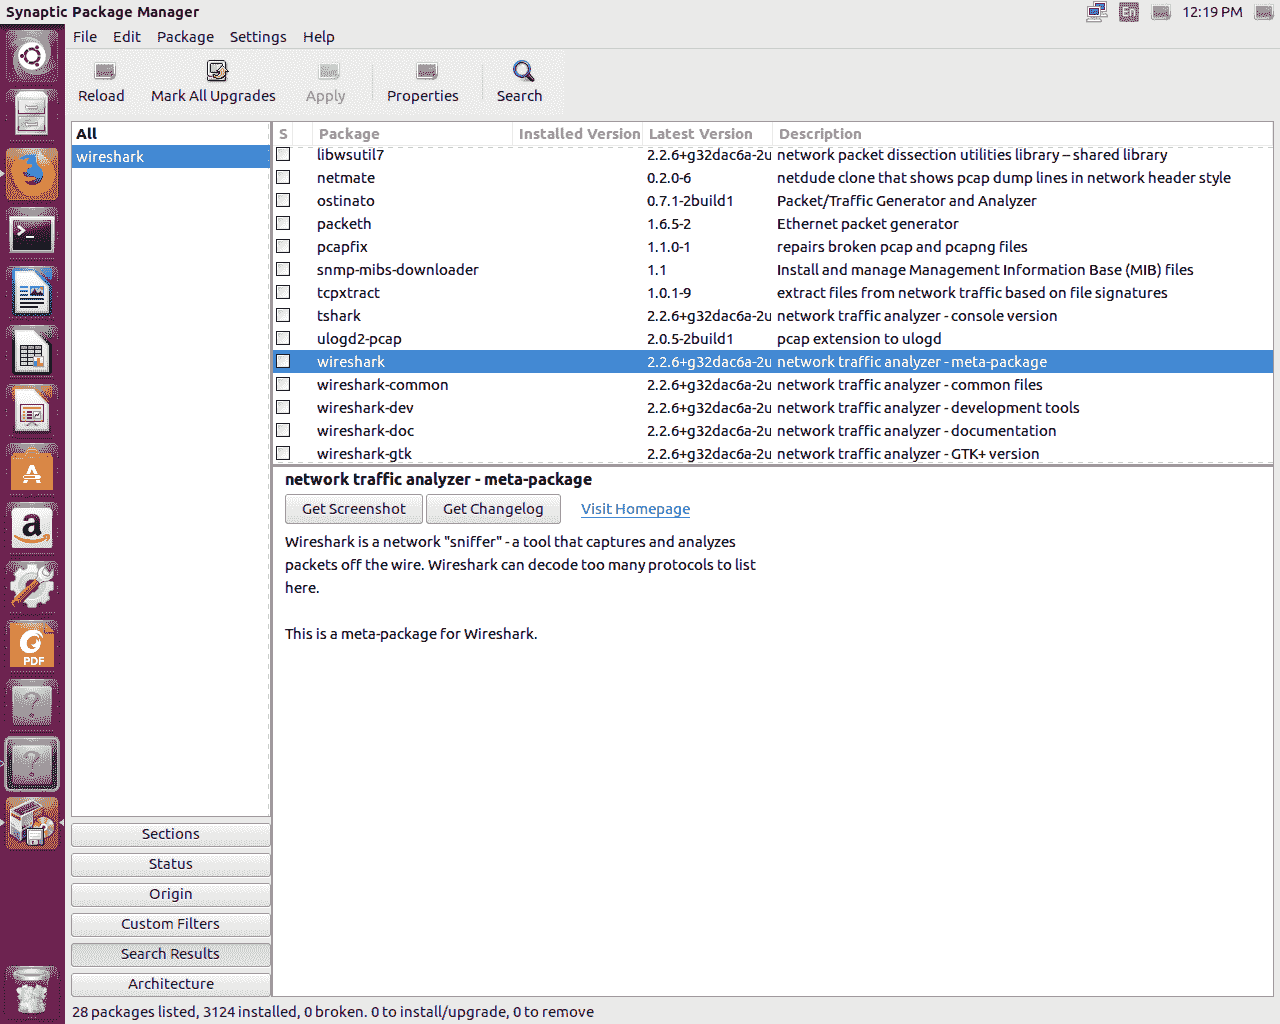 Synaptic Package Manager
En
12:19 PM
File Edit Package Settings Help
Reload Mark All Upgrades Apply Properties Search
All
wireshark
S Package Installed Version Latest Version Description
libwsutil7 2.2.6+g32dac6a-2u network packet dissection utilities library – shared library
netmate 0.2.0-6 netdude clone that shows pcap dump lines in network header style
ostinato 0.7.1-2build1 Packet/Traffic Generator and Analyzer
packeth 1.6.5-2 Ethernet packet generator
pcapfix 1.1.0-1 repairs broken pcap and pcapng files
snmp-mibs-downloader 1.1 Install and manage Management Information Base (MIB) files
tcpxtract 1.0.1-9 extract files from network traffic based on file signatures
tshark 2.2.6+g32dac6a-2u network traffic analyzer - console version
ulogd2-pcap 2.0.5-2build1 pcap extension to ulogd
wireshark 2.2.6+g32dac6a-2u network traffic analyzer - meta-package
wireshark-common 2.2.6+g32dac6a-2u network traffic analyzer - common files
wireshark-dev 2.2.6+g32dac6a-2u network traffic analyzer - development tools
wireshark-doc 2.2.6+g32dac6a-2u network traffic analyzer - documentation
wireshark-gtk 2.2.6+g32dac6a-2u network traffic analyzer - GTK+ version
network traffic analyzer - meta-package
Get Screenshot Get Changelog Visit Homepage
Wireshark is a network "sniffer" - a tool that captures and analyzes
packets off the wire. Wireshark can decode too many protocols to list
here.
This is a meta-package for Wireshark.
PDF
Sections
Status
Origin
Custom Filters
Search Results
Architecture
28 packages listed, 3124 installed, 0 broken. 0 to install/upgrade, 0 to remove